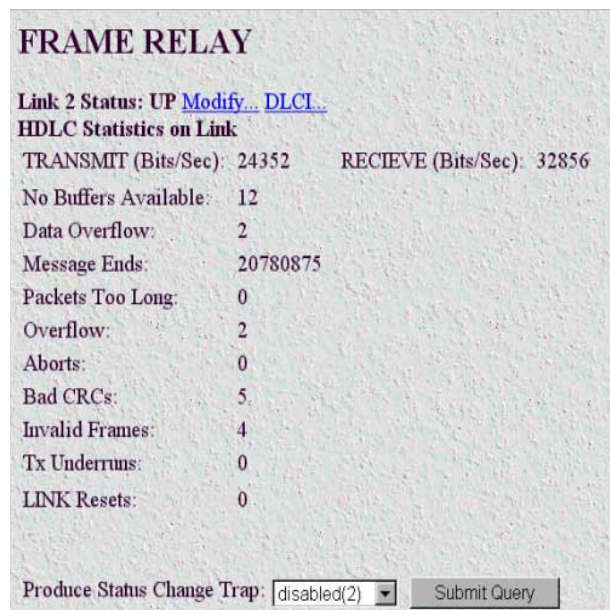 FRAME RELAY
Link 2 Status: UP Modify... DLCI...
HDLC Statistics on Link
TRANSMIT (Bits/Sec): 24352 RECIEVE (Bits/Sec): 32856
No Buffers Available: 12
Data Overflow: 2
Message Ends: 20780875
Packets Too Long: 0
Overflow: 2
Aborts: 0
Bad CRCs: 5
Invalid Frames: 4
Tx Underruns: 0
LINK Resets: 0
Produce Status Change Trap: disabled(2) Submit Query